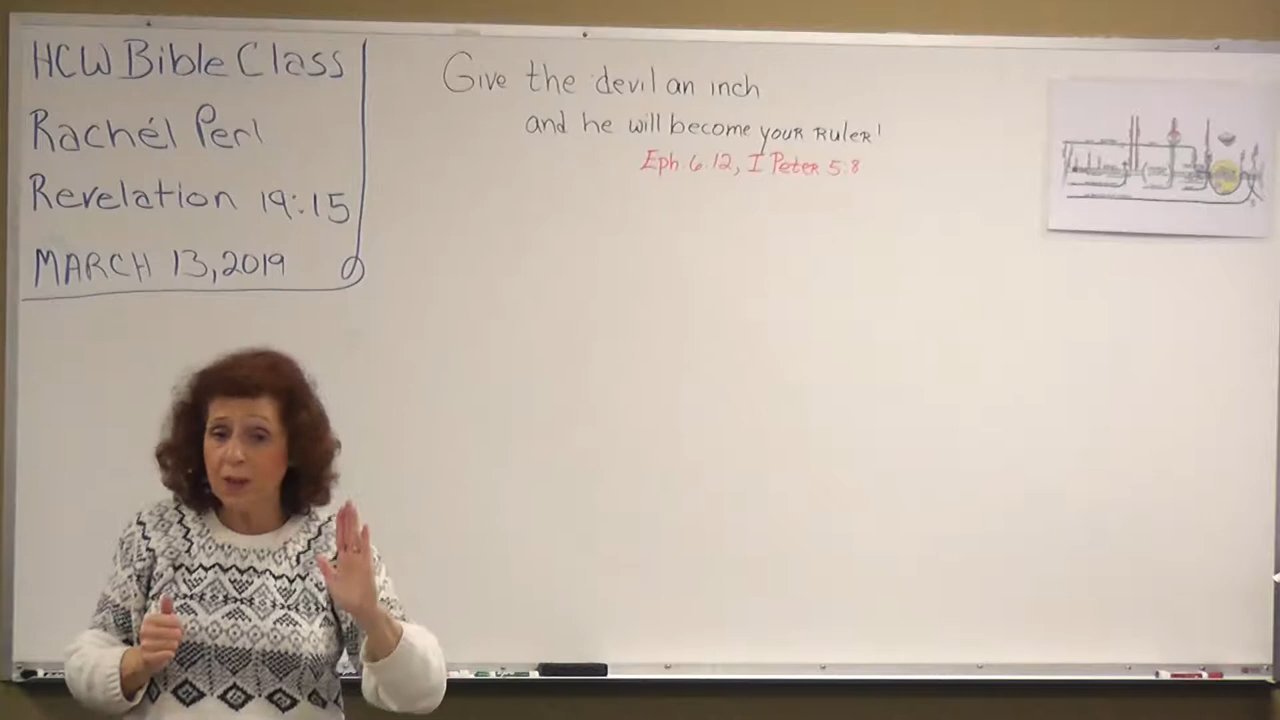 HCW Bible Class
Rachél Perl
Revelation 19:15
MARCH 13, 2019
Give the devil an inch
and he will become your ruler!
Eph 6:12, I Peter 5:8